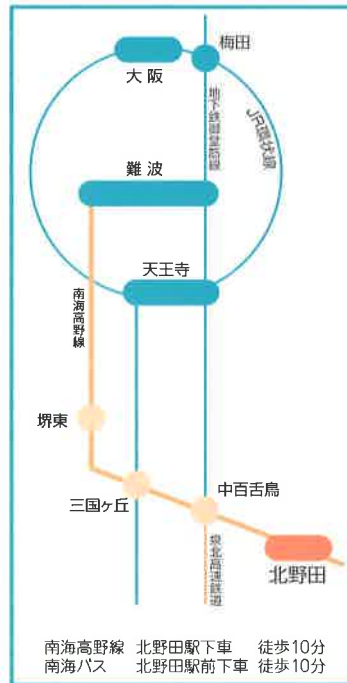 梅田
大阪
地下鉄御堂筋線
JR環状線
難波
天王寺
南海高野線
堺東
三国ヶ丘
中百舌鳥
泉北高速鉄道
北野田
南海高野線 北野田駅下車 徒歩10分
南海バス 北野田駅前下車 徒歩10分